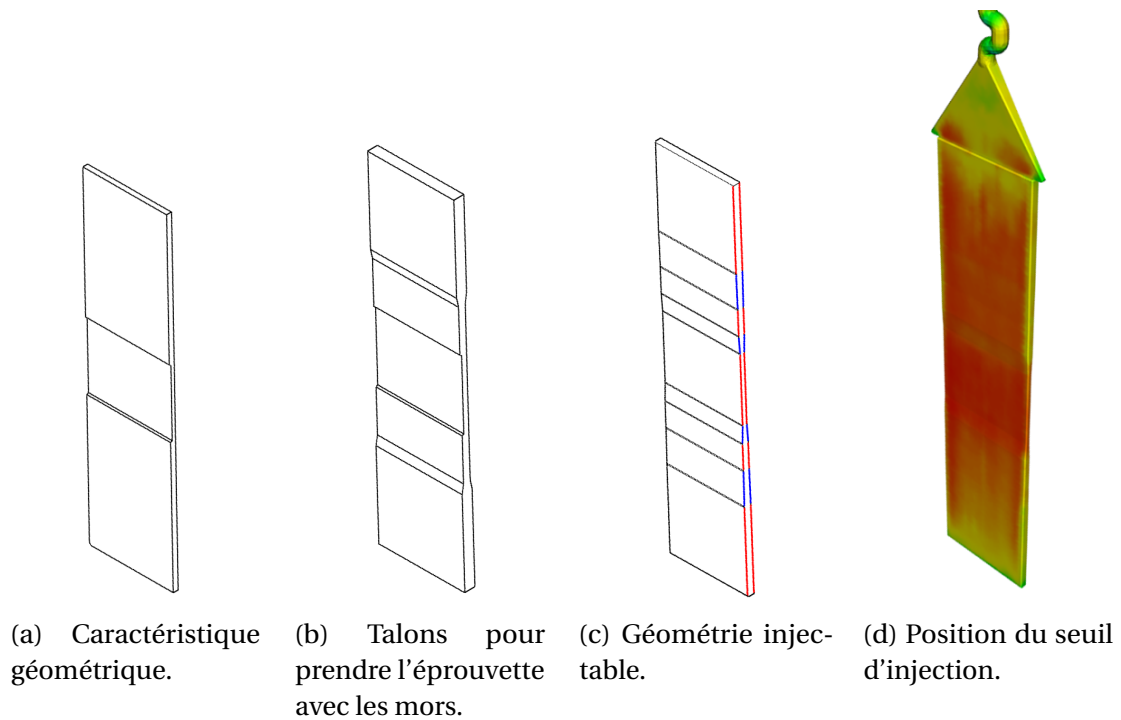 (a) Caractéristique
géométrique.
(b) Talons pour
prendre l'éprouvette
avec les mors.
(c) Géométrie injec-
table.
(d) Position du seuil
d'injection.